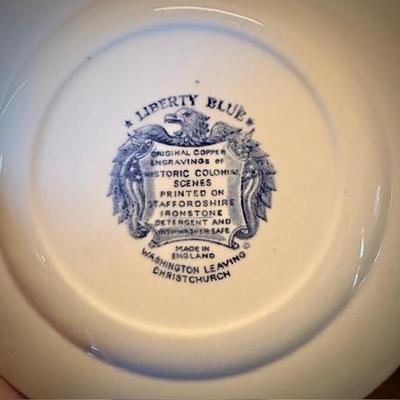 ★ LIBERTY BLUE ★
ORIGINAL COPPER
ENGRAVINGS OF
HISTORIC COLONIAL
SCENES
PRINTED ON
STAFFORDSHIRE
IRONSTONE
DETERGENT AND
DISHWASHER SAFE
MADE IN
ENGLAND ©
WASHINGTON LEAVING
CHRISTCHURCH